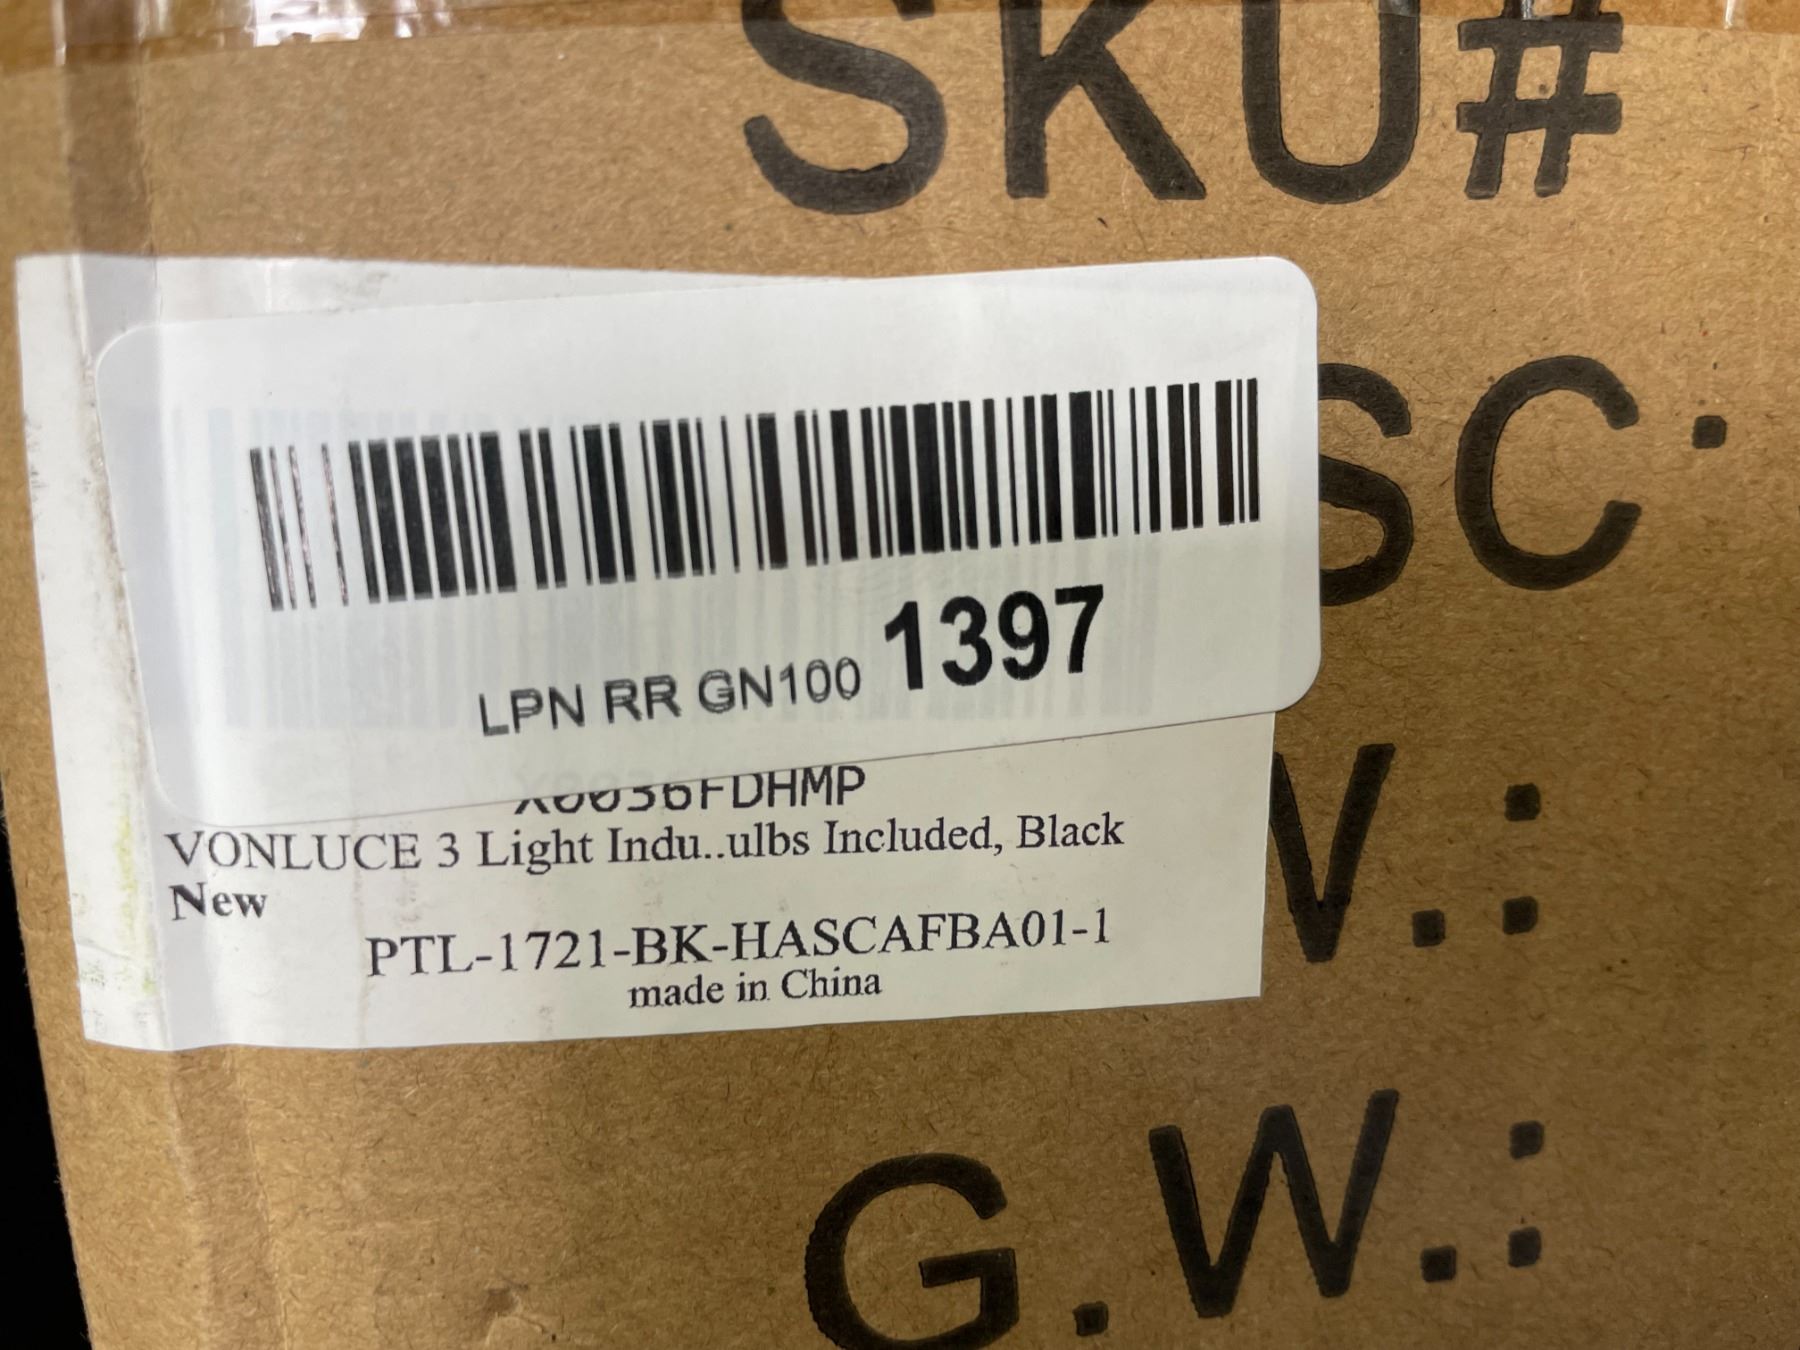 SKU#
SC.
LPN RR GN100 1397
X0036FDHMP
VONLUCE 3 Light Indu..ulbs Included, Black
New
PTL-1721-BK-HASCAFBA01-1
made in China
G.W.: